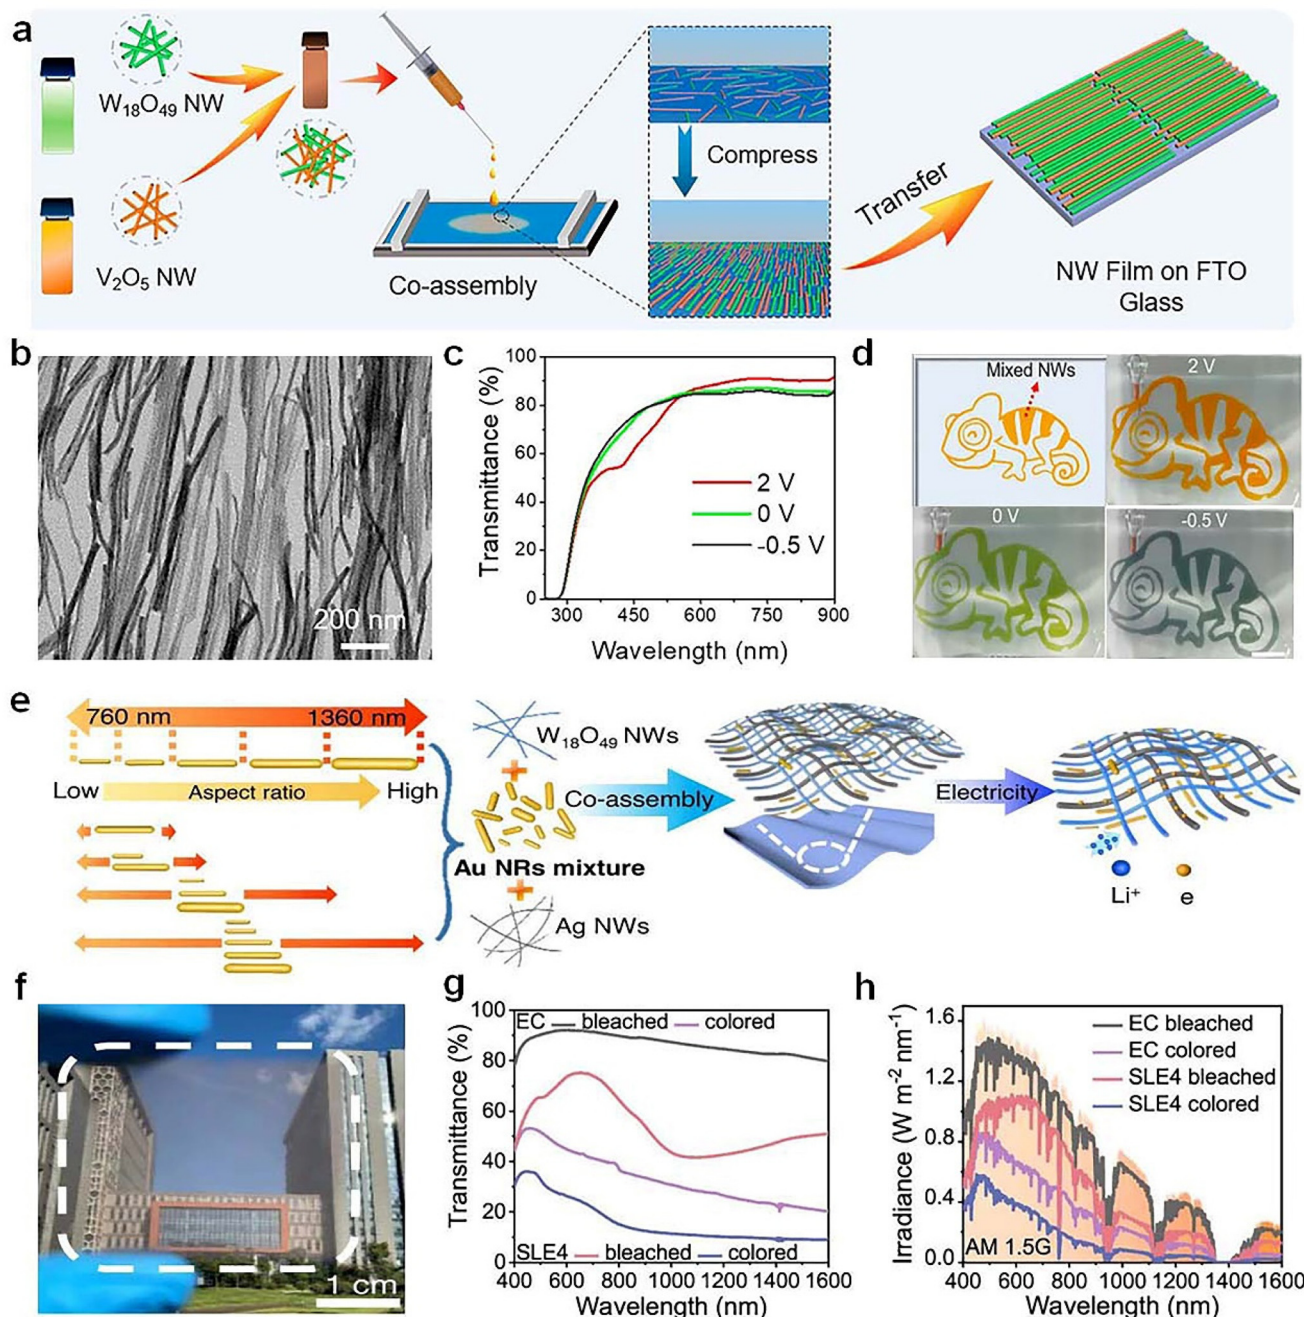 a
W18O49 NW
V2O5 NW
Co-assembly
Compress
Transfer
NW Film on FTO
Glass
b
200 nm
c
Transmittance (%)
100
80
60
40
20
0
2 V
0 V
-0.5 V
300 450 600 750 900
Wavelength (nm)
d
Mixed NWs
2 V
0 V
-0.5 V
e
760 nm
1360 nm
Low
Aspect ratio
High
W18O49 NWs
Au NRs mixture
Ag NWs
Co-assembly
Electricity
Li+
e
f
1 cm
g
Transmittance (%)
100
80
60
40
20
0
EC bleached colored
SLE4 bleached colored
400 600 800 1000 1200 1400 1600
Wavelength (nm)
h
Irradiance (W m-2 nm-1)
1.6
1.2
0.8
0.4
0.0
EC bleached
EC colored
SLE4 bleached
SLE4 colored
AM 1.5G
400 600 800 1000 1200 1400 1600
Wavelength (nm)